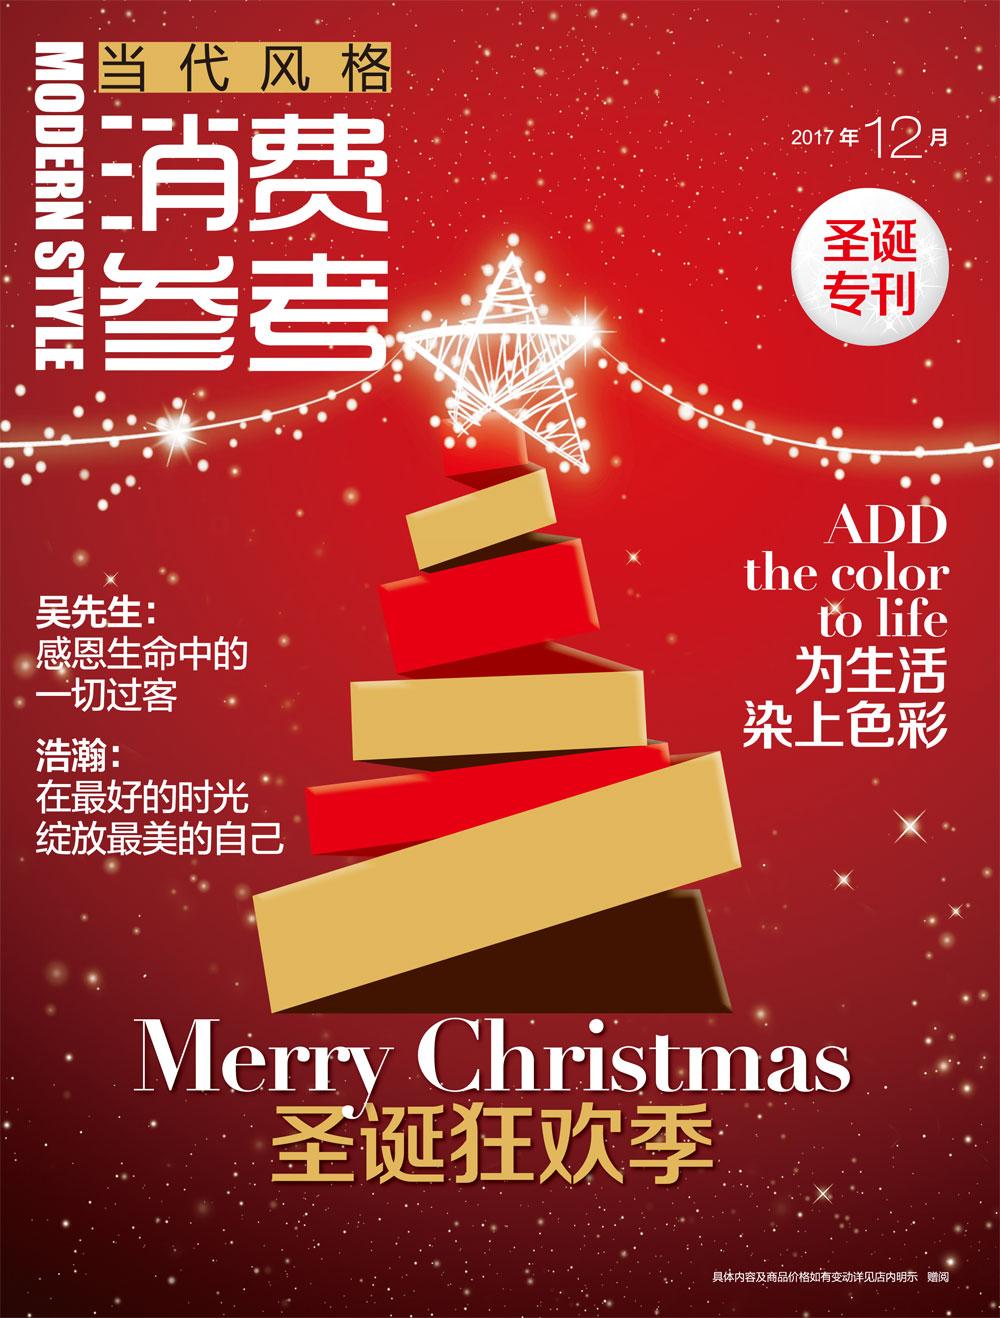 当代风格
MODERN STYLE
消费
参考
2017年12月
圣诞
专刊
ADD
the color
to life
为生活
染上色彩
吴先生：
感恩生命中的
一切过客
浩瀚：
在最好的时光
绽放最美的自己
Merry Christmas
圣诞狂欢季
具体内容及商品价格如有变动详见店内明示 赠阅